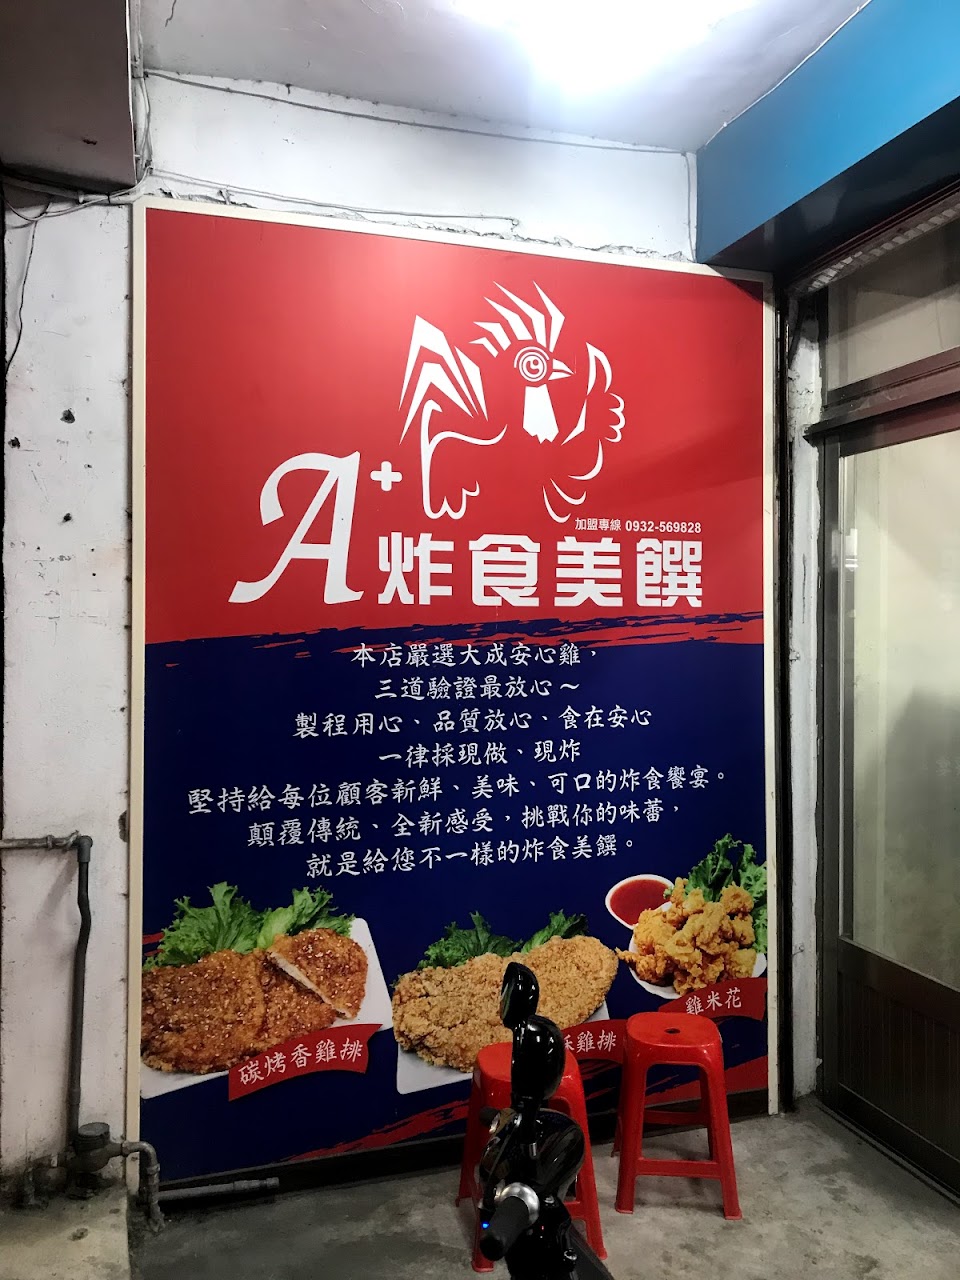 A+
加盟專線 0932-569828
炸食美饌
本店嚴選大成安心雞，
三道驗證最放心～
製程用心、品質放心、食在安心
一律採現做、現炸
堅持給每位顧客新鮮、美味、可口的炸食饗宴。
顛覆傳統、全新感受，挑戰你的味蕾，
就是給您不一樣的炸食美饌。
碳烤香雞排
酥雞排
雞米花